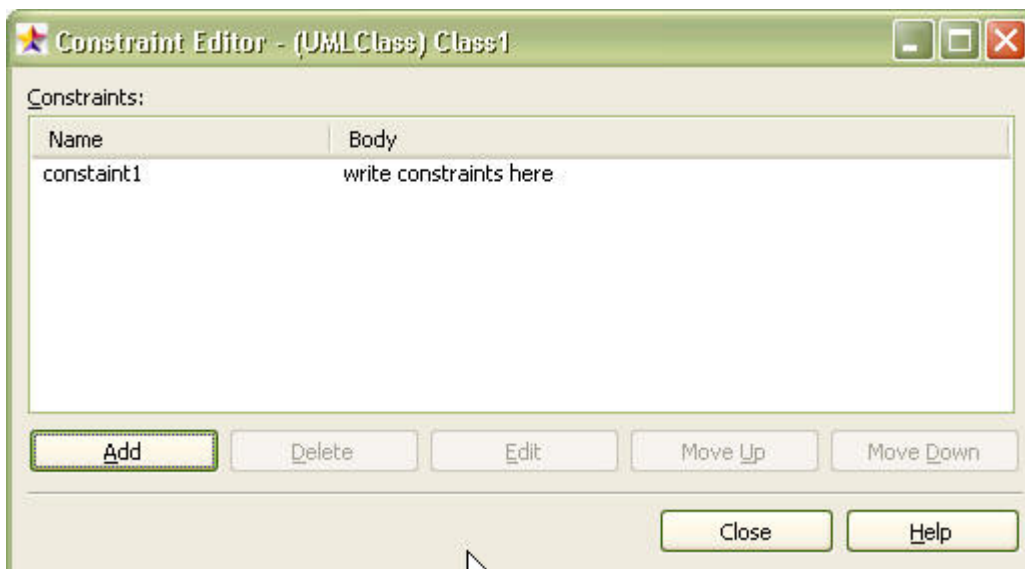 Constraint Editor - (UMLClass) Class1
Constraints:
Name Body
constaint1 write constraints here
Add Delete Edit Move Up Move Down
Close Help